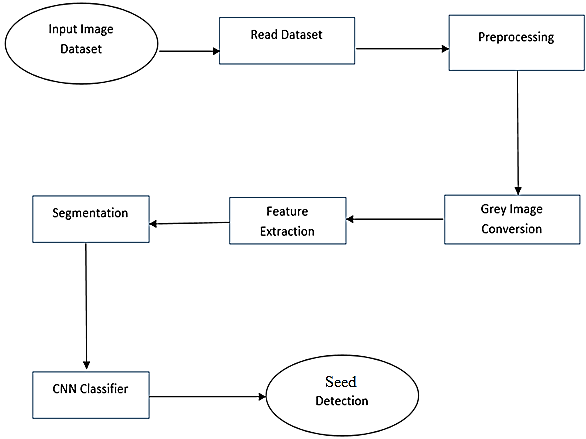 Input Image
Dataset
Read Dataset
Preprocessing
Grey Image
Conversion
Feature
Extraction
Segmentation
CNN Classifier
Seed
Detection